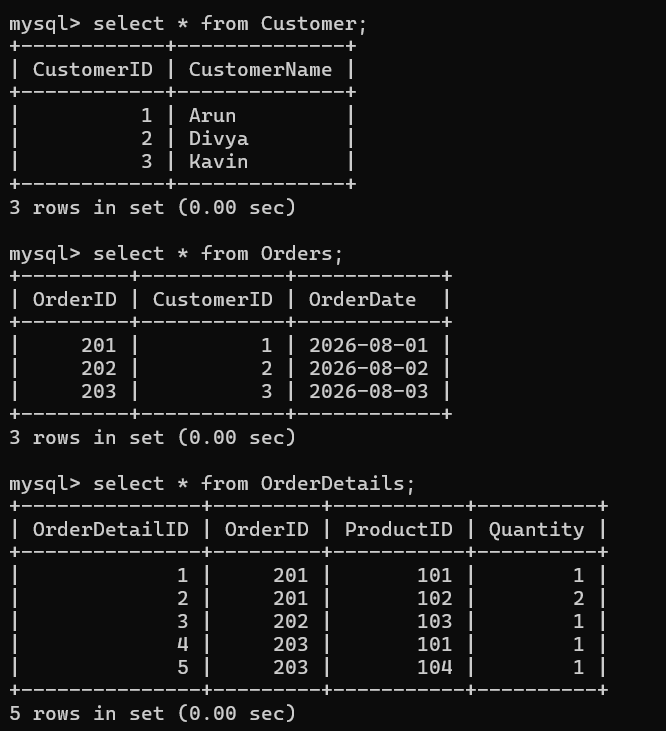 mysql> select * from Customer;
+------------+--------------+
| CustomerID | CustomerName |
+------------+--------------+
|          1 | Arun         |
|          2 | Divya        |
|          3 | Kavin        |
+------------+--------------+
3 rows in set (0.00 sec)

mysql> select * from Orders;
+---------+------------+------------+
| OrderID | CustomerID | OrderDate  |
+---------+------------+------------+
|     201 |          1 | 2026-08-01 |
|     202 |          2 | 2026-08-02 |
|     203 |          3 | 2026-08-03 |
+---------+------------+------------+
3 rows in set (0.00 sec)

mysql> select * from OrderDetails;
+---------------+---------+-----------+----------+
| OrderDetailID | OrderID | ProductID | Quantity |
+---------------+---------+-----------+----------+
|             1 |     201 |       101 |        1 |
|             2 |     201 |       102 |        2 |
|             3 |     202 |       103 |        1 |
|             4 |     203 |       101 |        1 |
|             5 |     203 |       104 |        1 |
+---------------+---------+-----------+----------+
5 rows in set (0.00 sec)